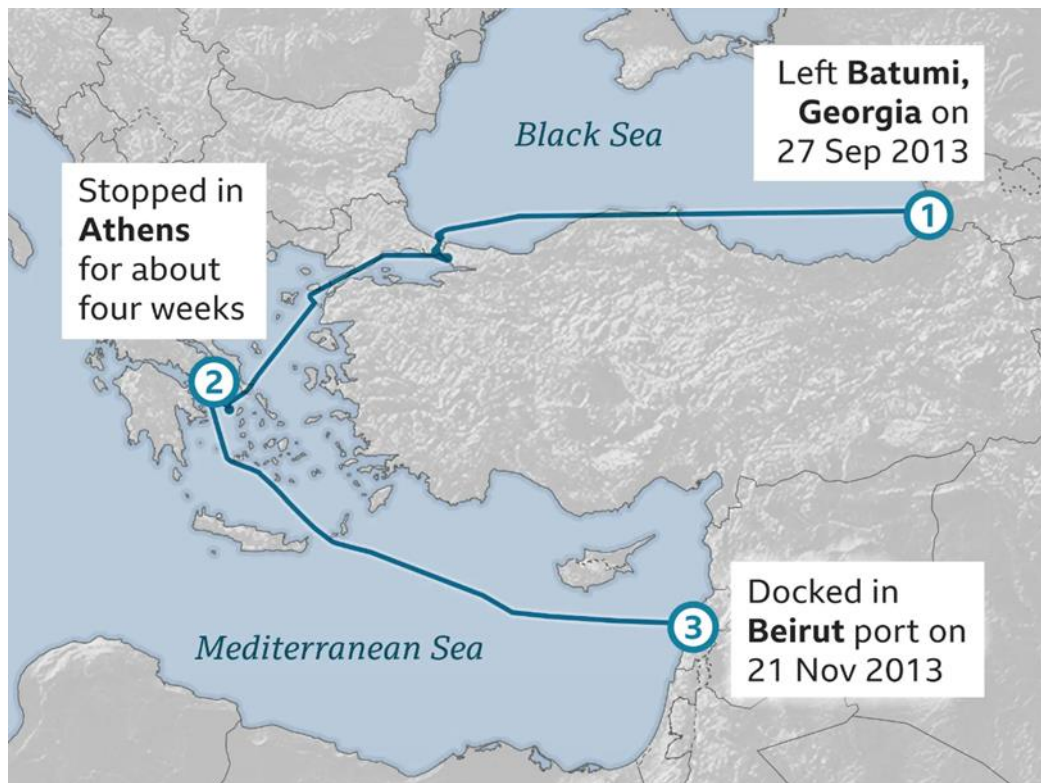 Left Batumi,
Georgia on
27 Sep 2013
1
Black Sea
Stopped in
Athens
for about
four weeks
2
Docked in
Beirut port on
21 Nov 2013
3
Mediterranean Sea